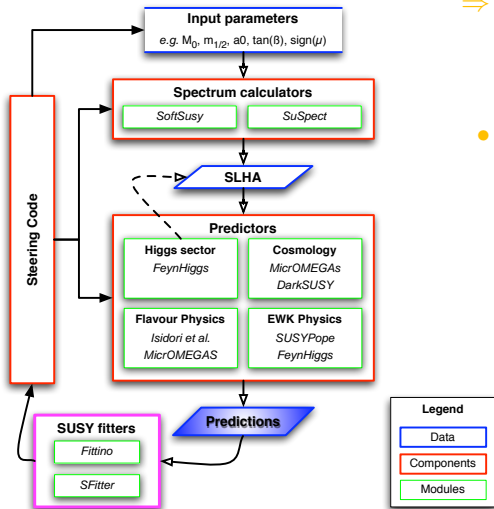 Input parameters
e.g. M0, m1/2, a0, tan(ß), sign(µ)
Spectrum calculators
SoftSusy
SuSpect
SLHA
Steering Code
Predictors
Higgs sector
FeynHiggs
Cosmology
MicrOMEGAs
DarkSUSY
Flavour Physics
Isidori et al.
MicrOMEGAS
EWK Physics
SUSYPope
FeynHiggs
Predictions
SUSY fitters
Fittino
SFitter
Legend
Data
Components
Modules